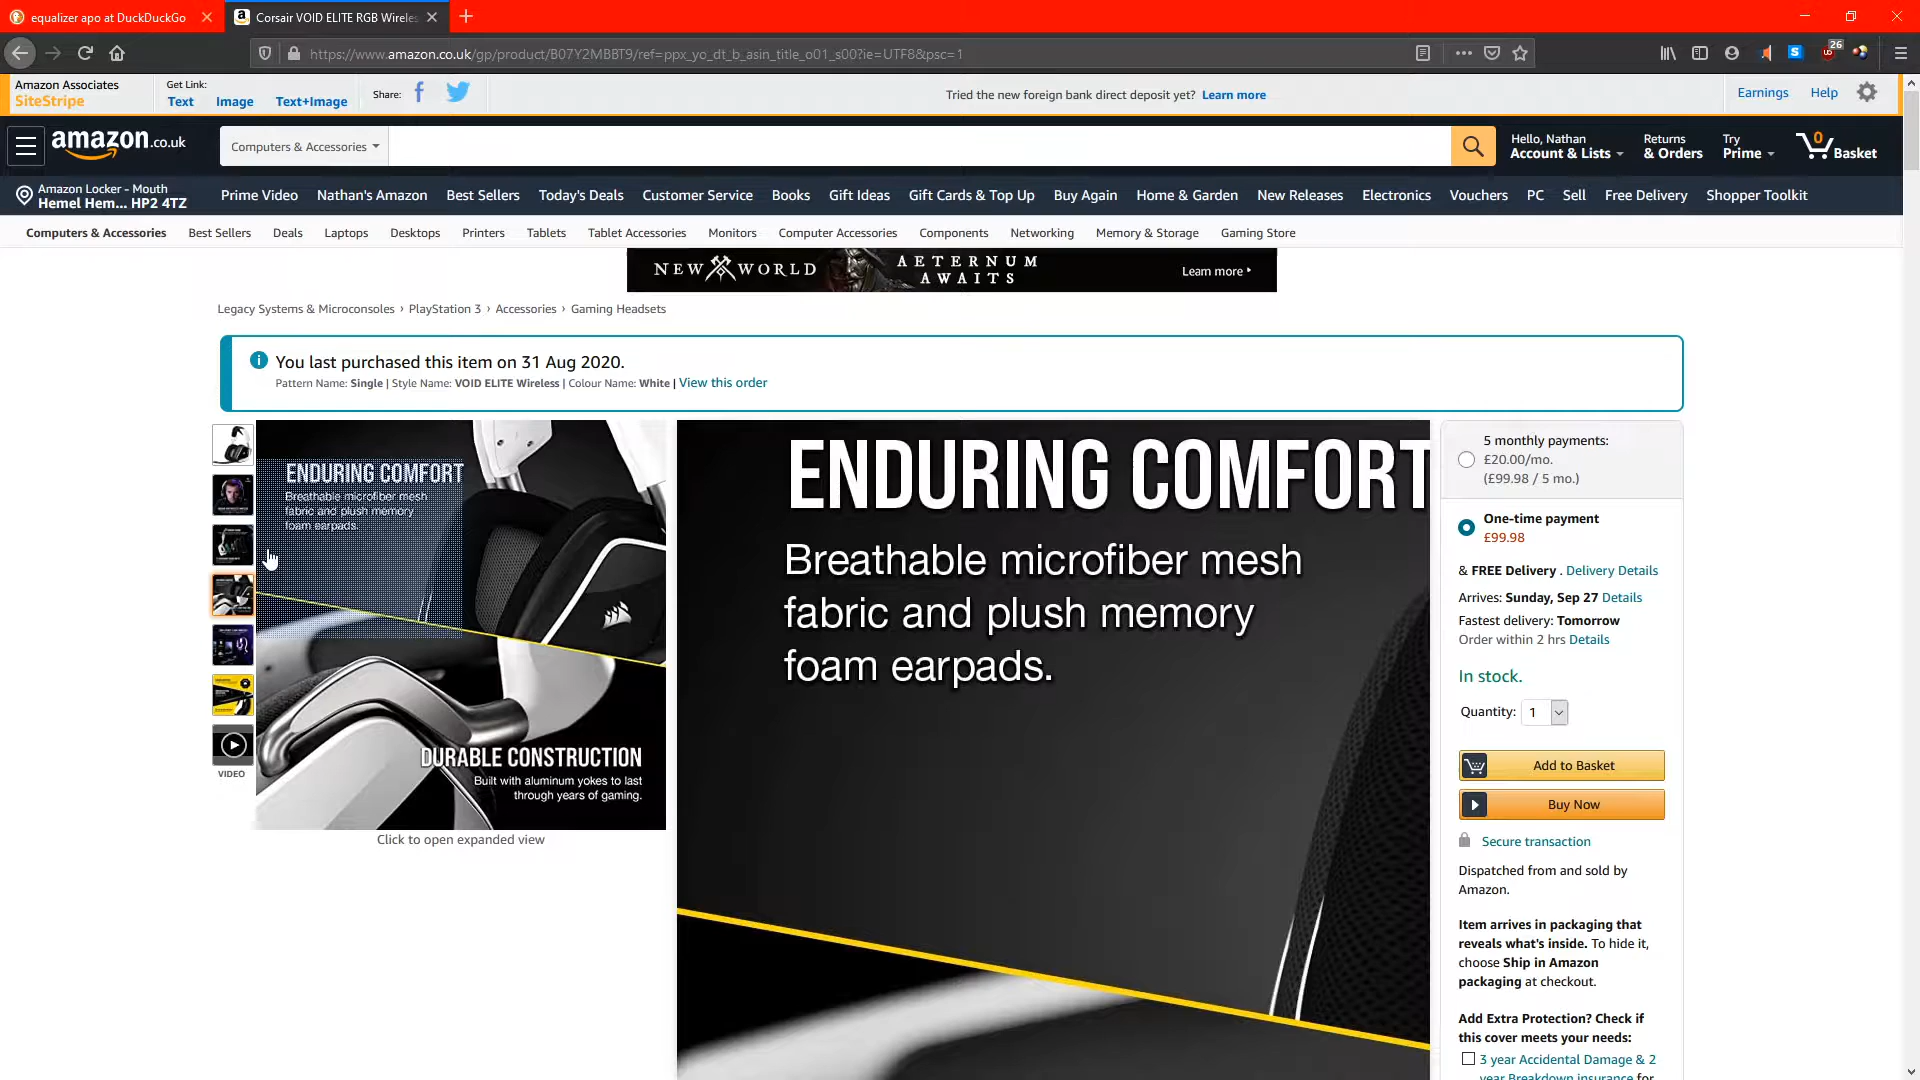 equalizer apo at DuckDuckGo
Corsair VOID ELITE RGB Wireles
https://www.amazon.co.uk/gp/product/B07Y2MBBT9/ref=ppx_yo_dt_b_asin_title_o01_s00?ie=UTF8&psc=1
26
Amazon Associates
SiteStripe
Get Link:
Text Image Text+Image
Share:
Tried the new foreign bank direct deposit yet? Learn more
Earnings Help
amazon.co.uk
Computers & Accessories
Hello, Nathan
Account & Lists
Returns
& Orders
Try
Prime
0
Basket
Amazon Locker - Mouth
Hemel Hem... HP2 4TZ
Prime Video Nathan's Amazon Best Sellers Today's Deals Customer Service Books Gift Ideas Gift Cards & Top Up Buy Again Home & Garden New Releases Electronics Vouchers PC Sell Free Delivery Shopper Toolkit
Computers & Accessories Best Sellers Deals Laptops Desktops Printers Tablets Tablet Accessories Monitors Computer Accessories Components Networking Memory & Storage Gaming Store
NEW WORLD
AETERNUM
AWAITS
Learn more
Legacy Systems & Microconsoles › PlayStation 3 › Accessories › Gaming Headsets
You last purchased this item on 31 Aug 2020.
Pattern Name: Single | Style Name: VOID ELITE Wireless | Colour Name: White | View this order
ENDURING COMFORT
Breathable microfiber mesh
fabric and plush memory
foam earpads.
DURABLE CONSTRUCTION
Built with aluminum yokes to last
through years of gaming.
VIDEO
Click to open expanded view
ENDURING COMFORT
Breathable microfiber mesh
fabric and plush memory
foam earpads.
5 monthly payments:
£20.00/mo.
(£99.98 / 5 mo.)
One-time payment
£99.98
& FREE Delivery . Delivery Details
Arrives: Sunday, Sep 27 Details
Fastest delivery: Tomorrow
Order within 2 hrs Details
In stock.
Quantity: 1
Add to Basket
Buy Now
Secure transaction
Dispatched from and sold by
Amazon.
Item arrives in packaging that
reveals what's inside. To hide it,
choose Ship in Amazon
packaging at checkout.
Add Extra Protection? Check if
this cover meets your needs:
3 year Accidental Damage & 2
year Breakdown insurance for